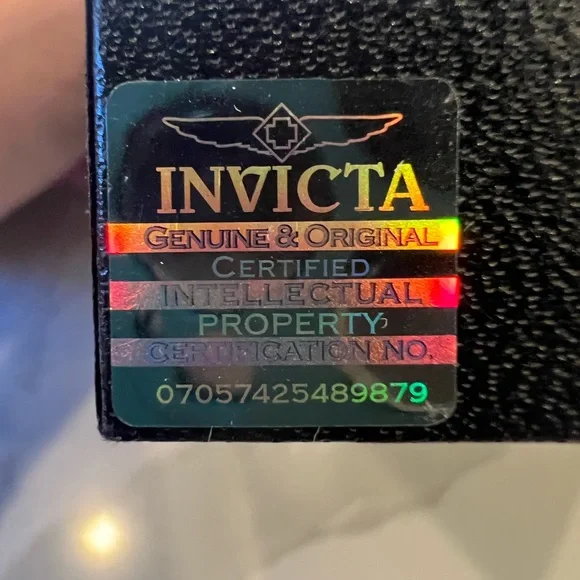 INVICTA
GENUINE & ORIGINAL
CERTIFIED
INTELLECTUAL
PROPERTY
CERTIFICATION NO.
07057425489879